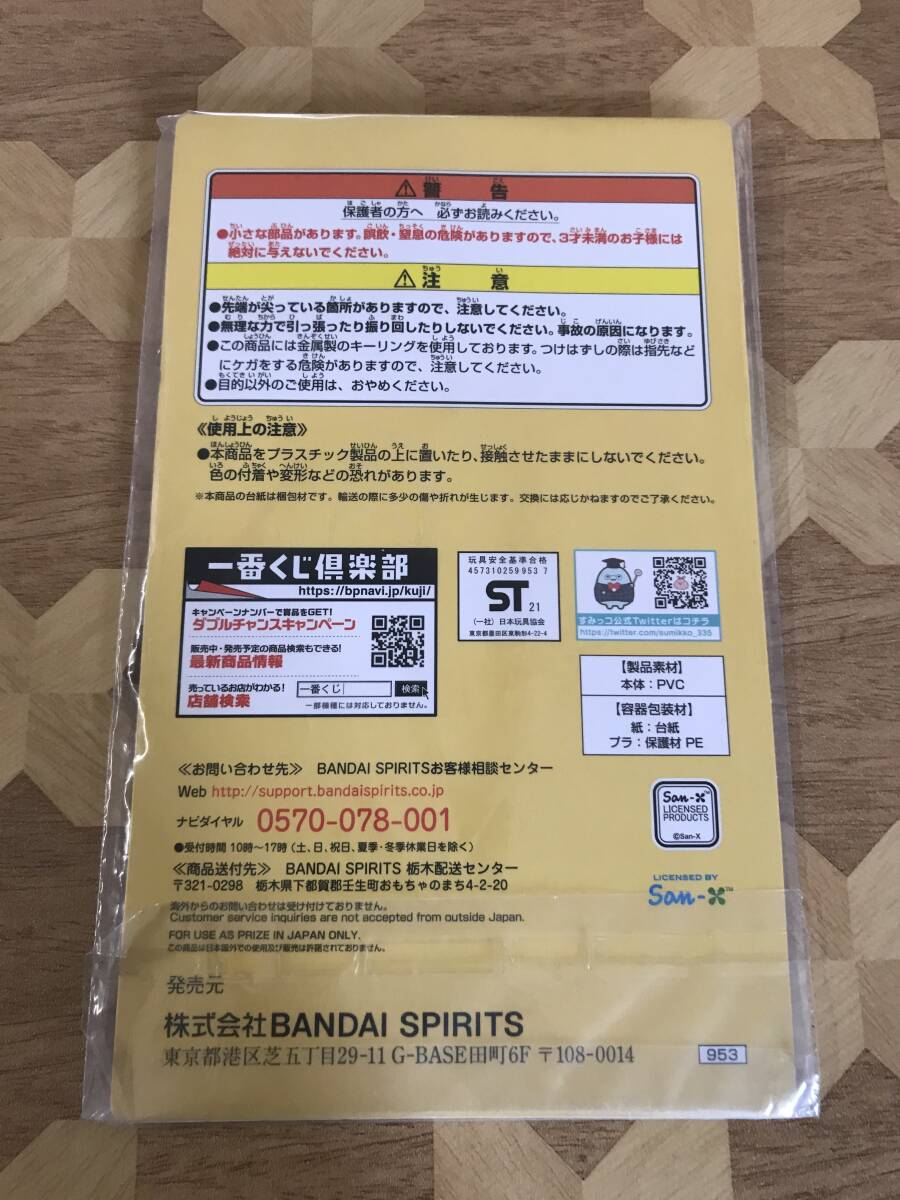 ⚠警告
保護者の方へ 必ずお読みください。
●小さな部品があります。誤飲・窒息の危険がありますので、3才未満のお子様には
絶対に与えないでください。
⚠注意
●先端が尖っている箇所がありますので、注意してください。
●無理な力で引っ張ったり振り回したりしないでください。事故の原因になります。
●この商品には金属製のキーリングを使用しております。つけはずしの際は指先など
にケガをする危険がありますので、注意してください。
●目的以外のご使用は、おやめください。
《使用上の注意》
●本商品をプラスチック製品の上に置いたり、接触させたままにしないでください。
色の付着や変形などの恐れがあります。
※本商品の台紙は梱包材です。輸送の際に多少の傷や折れが生じます。交換には応じかねますのでご了承ください。
一番くじ倶楽部
https://bpnavi.jp/kuji/
キャンペーンナンバーで賞品をGET!
ダブルチャンスキャンペーン
販売中・発売予定の商品検索もできる!
最新商品情報
売っているお店がわかる!
店舗検索
一番くじ 検索
一部機種には対応しておりません。
玩具安全基準合格
457310259953 7
ST 21
(一社)日本玩具協会
東京都墨田区東駒形4-22-4
すみっコ公式Twitterはコチラ
https://twitter.com/sumikko_335
【製品素材】
本体:PVC
【容器包装材】
紙:台紙
プラ:保護材 PE
≪お問い合わせ先≫ BANDAI SPIRITSお客様相談センター
Web http://support.bandaispirits.co.jp
ナビダイヤル 0570-078-001
●受付時間 10時〜17時(土、日、祝日、夏季・冬季休業日を除く)
≪商品送付先≫ BANDAI SPIRITS 栃木配送センター
〒321-0298 栃木県下都賀郡壬生町おもちゃのまち4-2-20
海外からのお問い合わせは受け付けておりません。
Customer service inquiries are not accepted from outside Japan.
FOR USE AS PRIZE IN JAPAN ONLY.
この商品は日本国外での使用及び販売は許諾されておりません。
San-X™
LICENSED
PRODUCTS
©San-X
LICENSED BY
San-X™
発売元
株式会社BANDAI SPIRITS
東京都港区芝五丁目29-11 G-BASE田町6F 〒108-0014
953